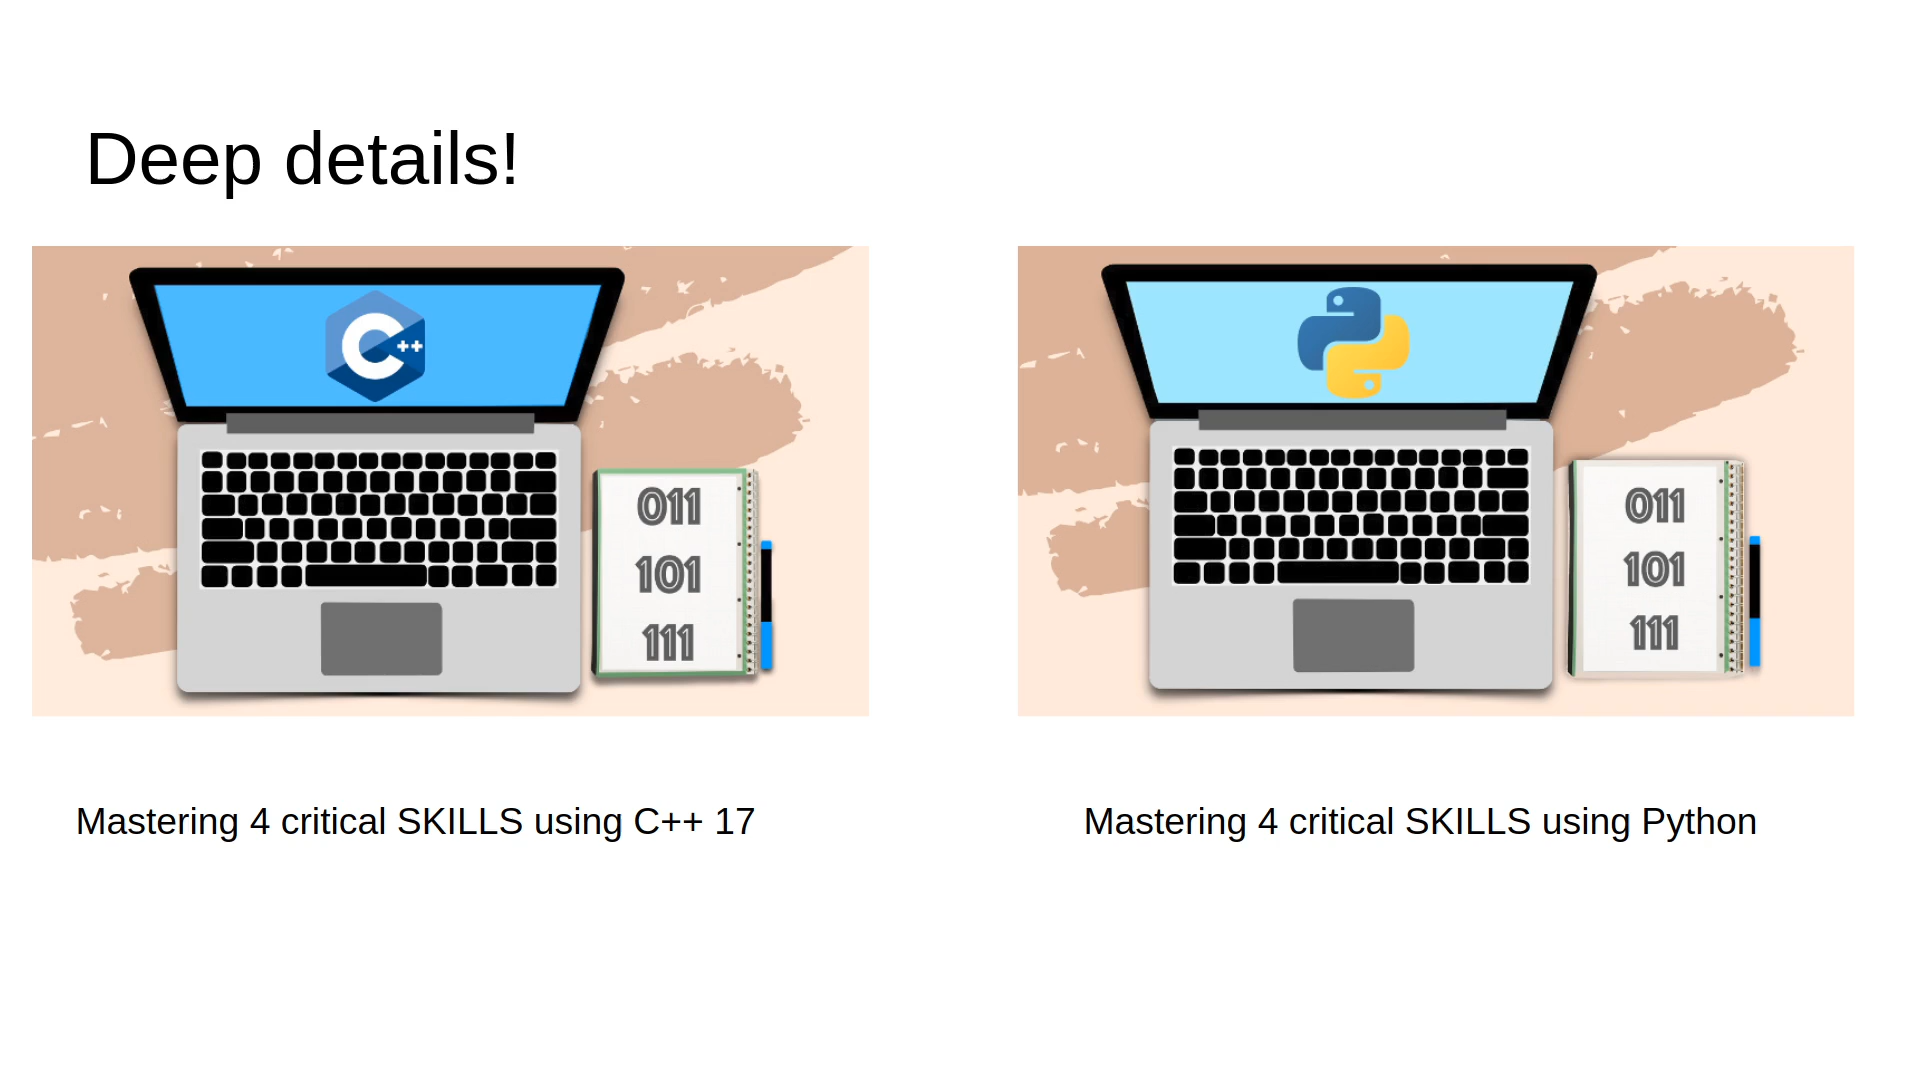 Deep details!
C++
011
101
111
011
101
111
Mastering 4 critical SKILLS using C++ 17
Mastering 4 critical SKILLS using Python